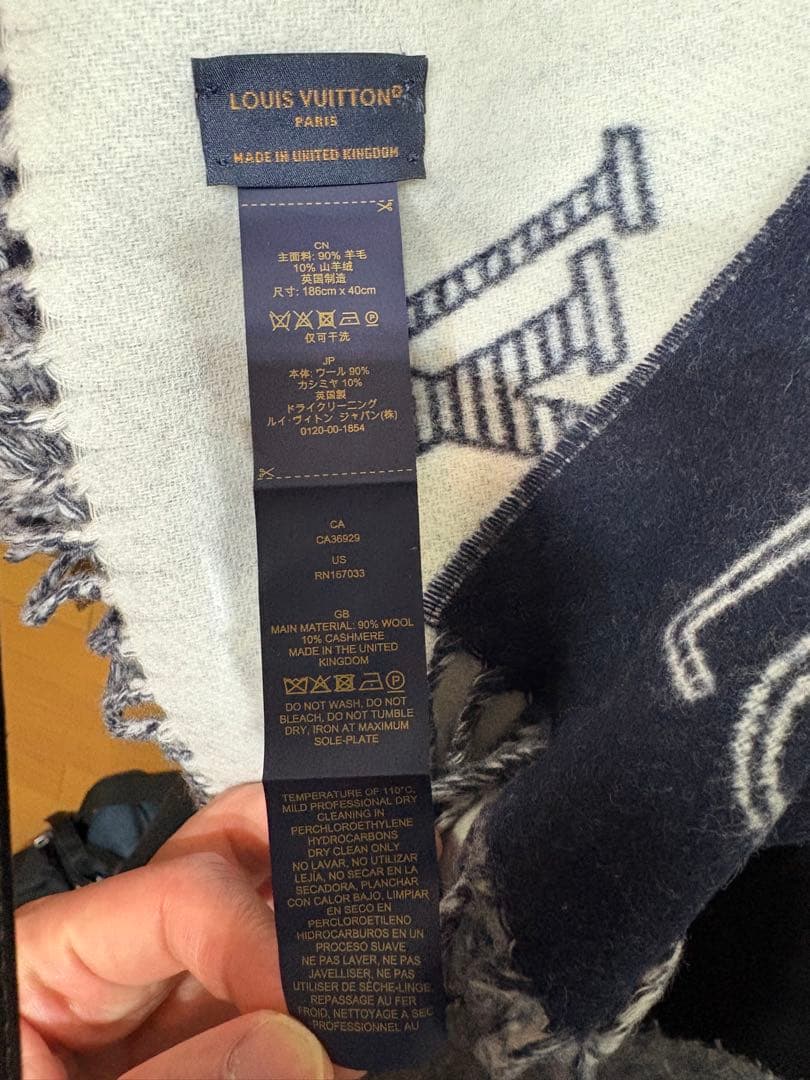 LOUIS VUITTON®
PARIS
MADE IN UNITED KINGDOM
CN
主面料: 90% 羊毛
10% 山羊绒
英国制造
尺寸: 186cm x 40cm
仅可干洗
JP
本体: ウール 90%
カシミヤ 10%
英国製
ドライクリーニング
ルイ・ヴィトン ジャパン(株)
0120-00-1854
CA
CA36929
US
RN167033
GB
MAIN MATERIAL: 90% WOOL
10% CASHMERE
MADE IN THE UNITED
KINGDOM
DO NOT WASH, DO NOT
BLEACH, DO NOT TUMBLE
DRY, IRON AT MAXIMUM
SOLE-PLATE
TEMPERATURE OF 110°C,
MILD PROFESSIONAL DRY
CLEANING IN
PERCHLOROETHYLENE
HYDROCARBONS
DRY CLEAN ONLY
NO LAVAR, NO UTILIZAR
LEJÍA, NO SECAR EN LA
SECADORA, PLANCHAR
CON CALOR BAJO, LIMPIAR
EN SECO EN
PERCLOROETILENO
HIDROCARBUROS EN UN
PROCESO SUAVE
NE PAS LAVER, NE PAS
JAVELLISER, NE PAS
UTILISER DE SÈCHE-LINGE,
REPASSAGE AU FER
FROID, NETTOYAGE A SEC
PROFESSIONNEL AU